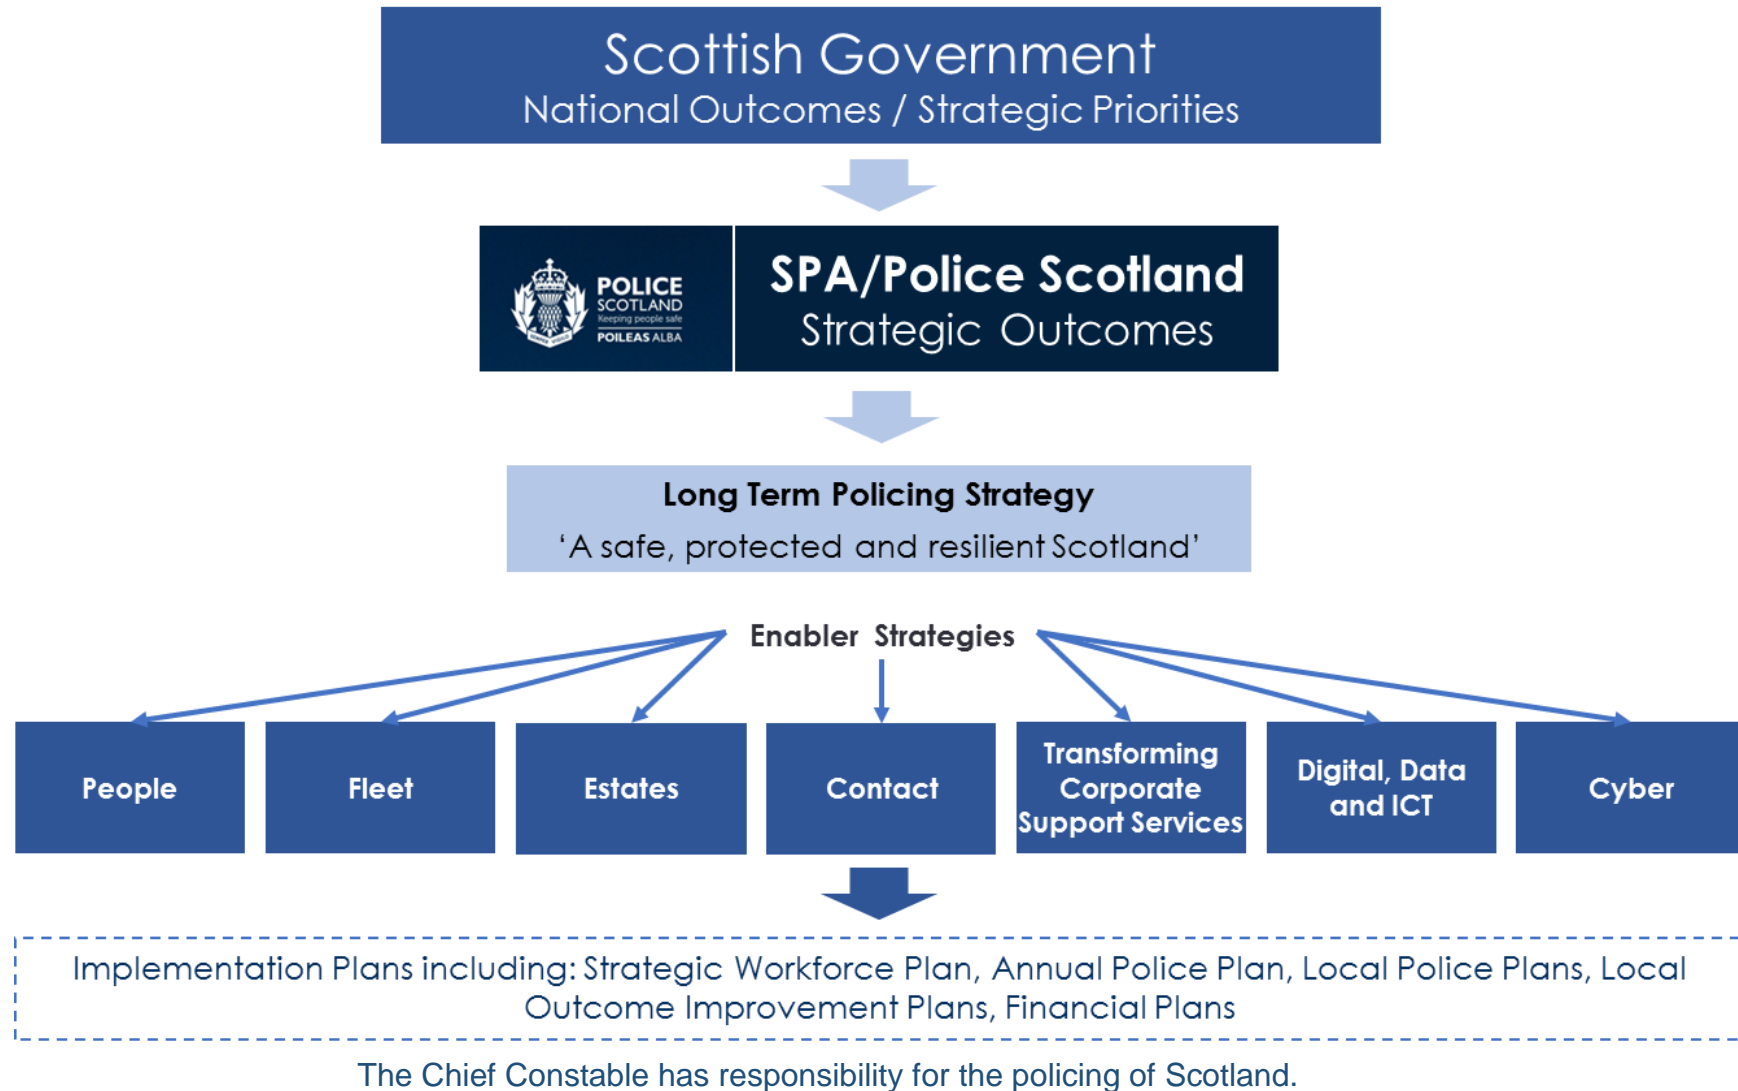 Scottish Government
National Outcomes / Strategic Priorities
POLICE
SCOTLAND
Keeping people safe
POILEAS ALBA
SPA/Police Scotland
Strategic Outcomes
Long Term Policing Strategy
‘A safe, protected and resilient Scotland’
Enabler Strategies
People
Fleet
Estates
Contact
Transforming
Corporate
Support Services
Digital, Data
and ICT
Cyber
Implementation Plans including: Strategic Workforce Plan, Annual Police Plan, Local Police Plans, Local
Outcome Improvement Plans, Financial Plans
The Chief Constable has responsibility for the policing of Scotland.